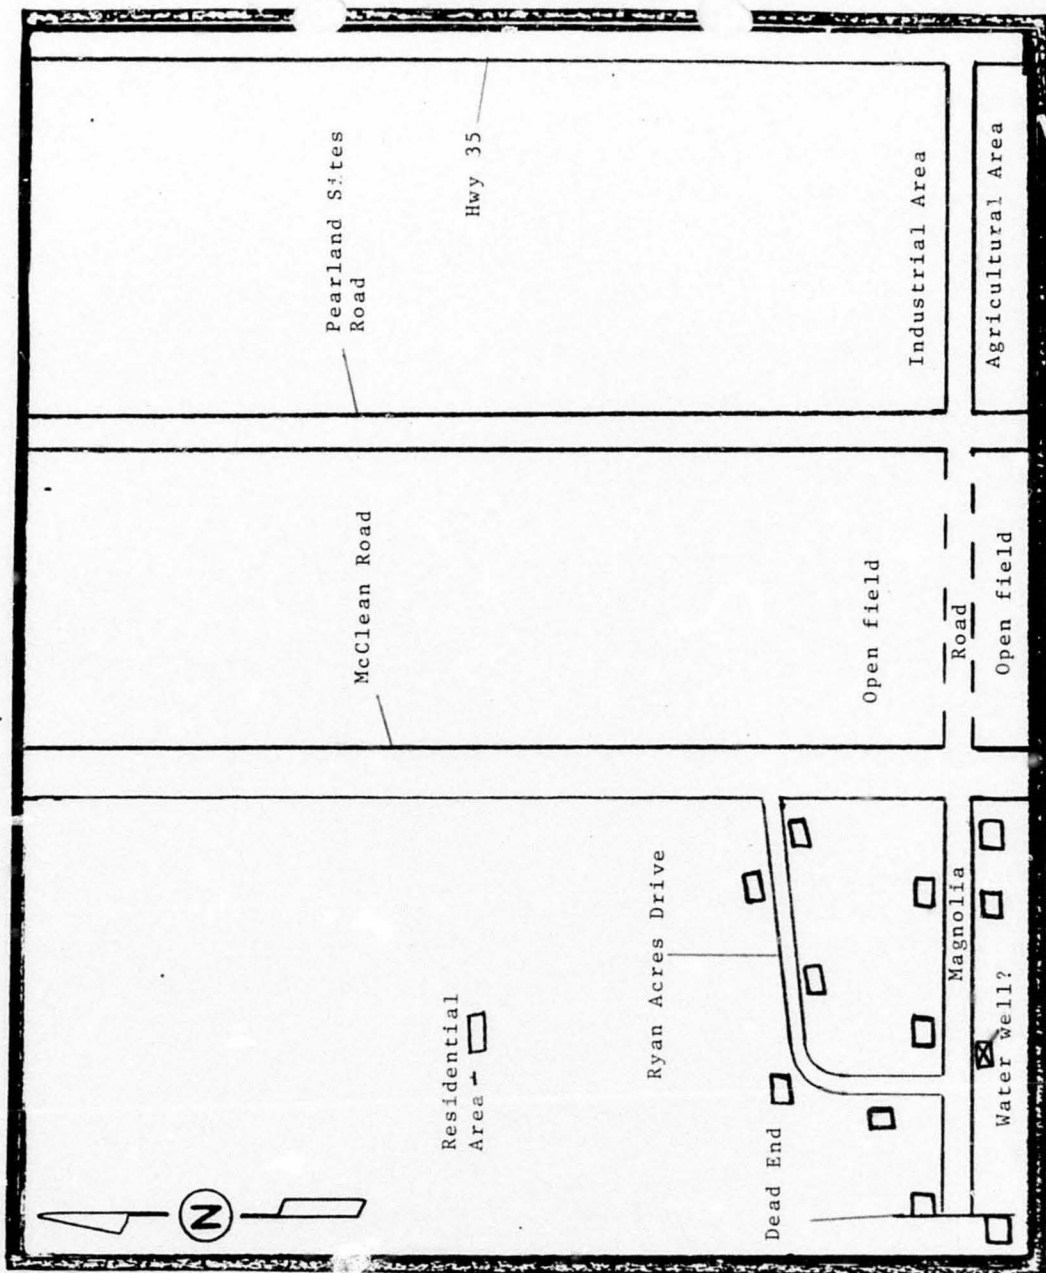 Pearland Sites
Road
Hwy 35
Industrial Area
Agricultural Area
McClean Road
Open field
Road
Open field
Residential
Area -
Ryan Acres Drive
Magnolia
Water well?
Dead End
N